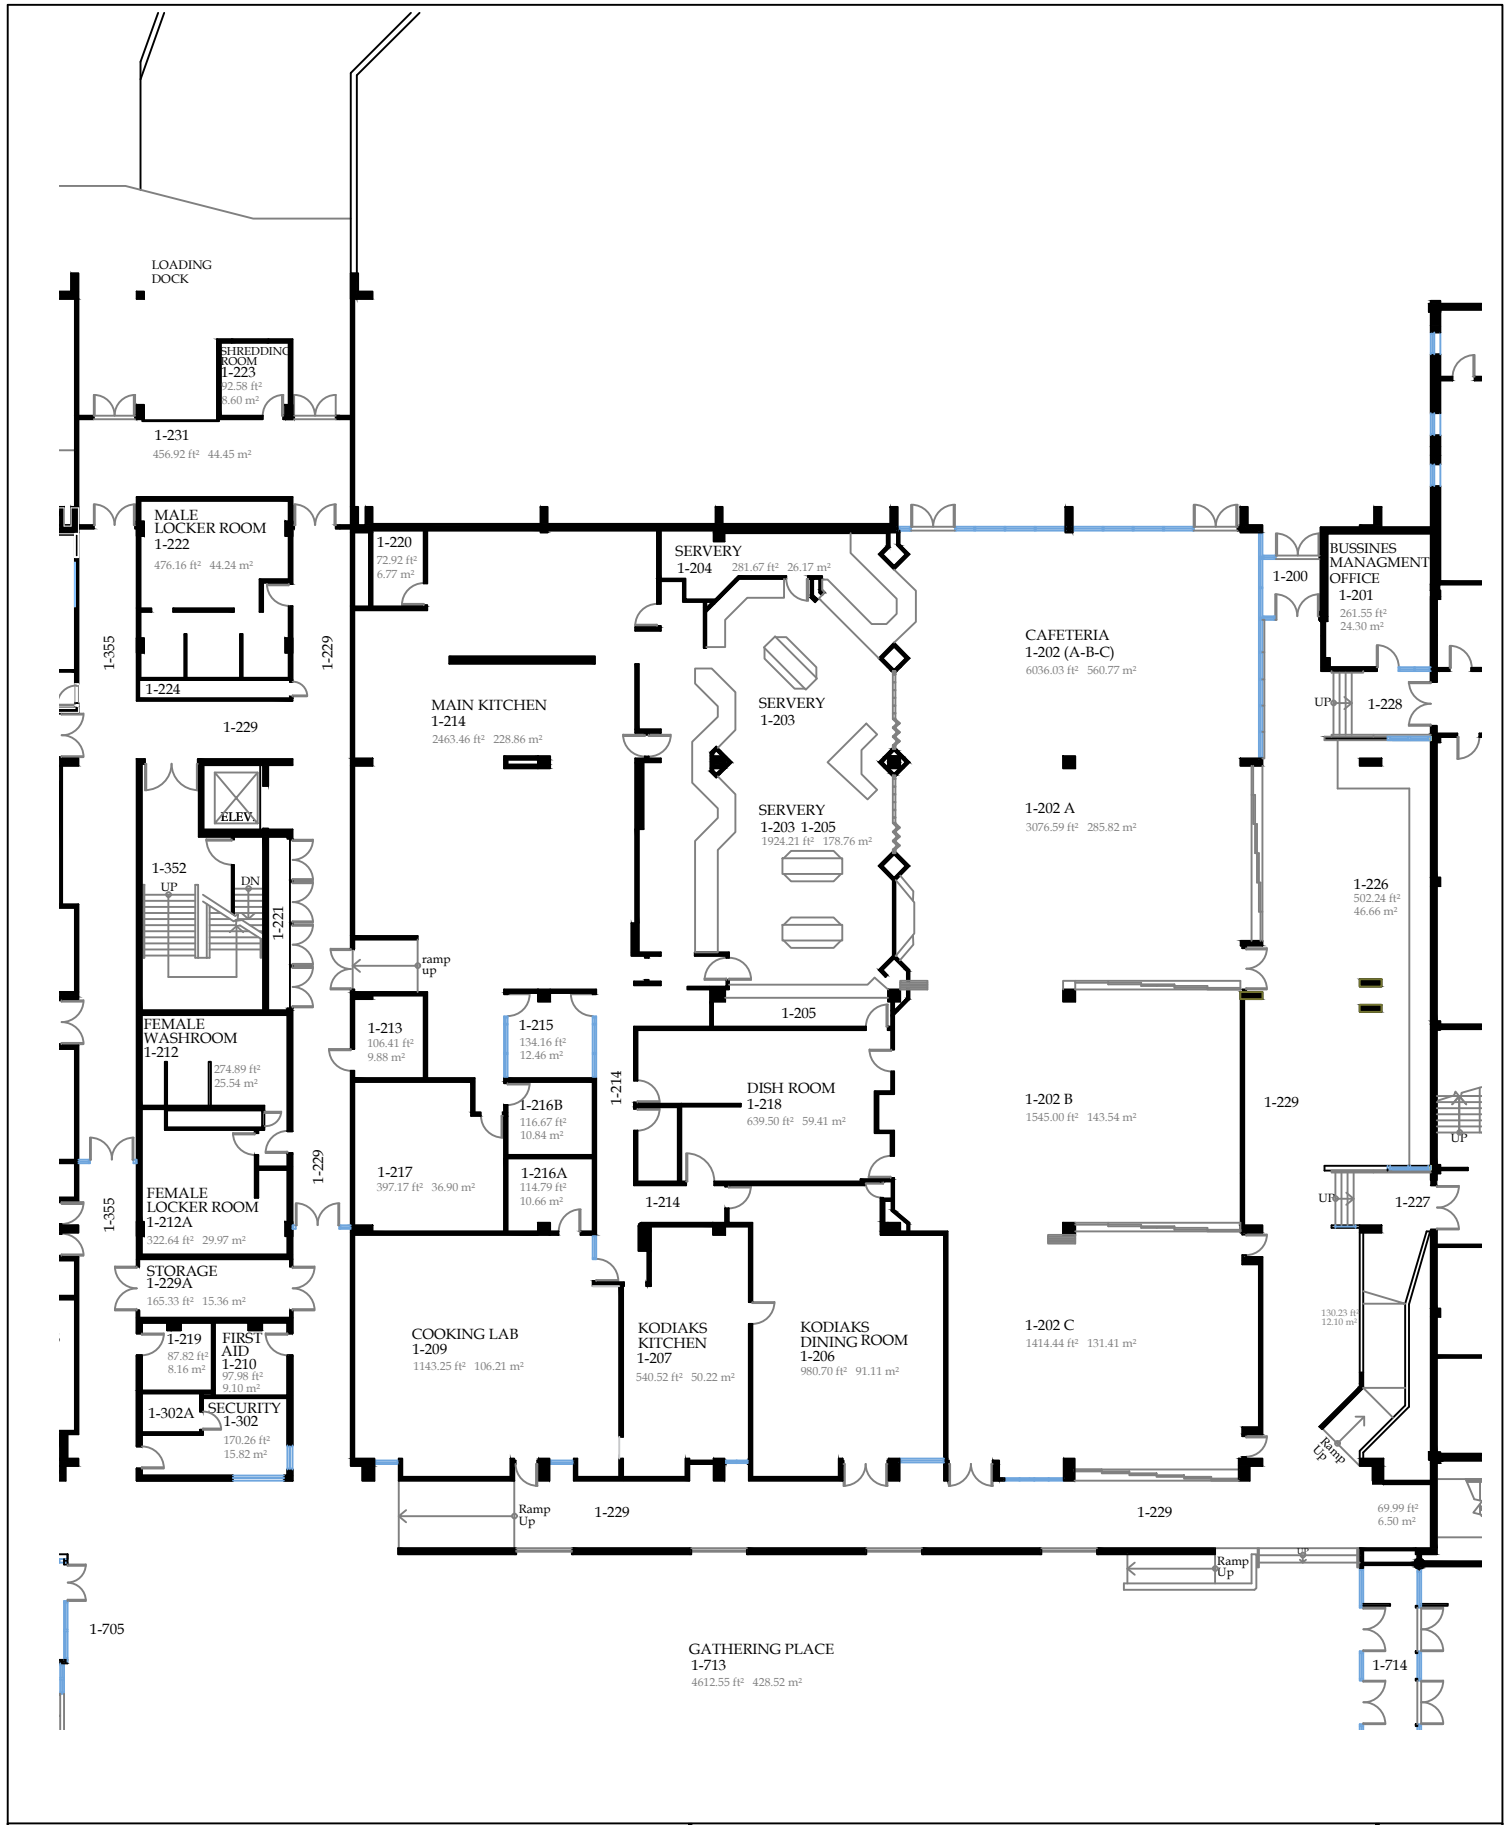 LOADING
DOCK
SHREDDING
ROOM
1-223
92.58 ft²
8.60 m²
1-231
456.92 ft² 44.45 m²
MALE
LOCKER ROOM
1-222
476.16 ft² 44.24 m²
1-355
1-229
1-224
1-229
1-220
72.92 ft²
6.77 m²
SERVERY
1-204
281.67 ft² 26.17 m²
MAIN KITCHEN
1-214
2463.46 ft² 228.86 m²
SERVERY
1-203
SERVERY
1-203 1-205
1924.21 ft² 178.76 m²
CAFETERIA
1-202 (A-B-C)
6036.03 ft² 560.77 m²
1-200
BUSSINES
MANAGMENT
OFFICE
1-201
261.55 ft²
24.30 m²
UP
1-228
1-202 A
3076.59 ft² 285.82 m²
1-226
502.24 ft²
46.66 m²
ELEV.
1-352
UP
DN
1-221
ramp
up
FEMALE
WASHROOM
1-212
274.89 ft²
25.54 m²
1-213
106.41 ft²
9.88 m²
1-215
134.16 ft²
12.46 m²
1-205
1-214
DISH ROOM
1-218
639.50 ft² 59.41 m²
1-202 B
1545.00 ft² 143.54 m²
1-229
UP
1-216B
116.67 ft²
10.84 m²
1-217
397.17 ft² 36.90 m²
1-216A
114.79 ft²
10.66 m²
1-214
1-229
1-355
FEMALE
LOCKER ROOM
1-212A
322.64 ft² 29.97 m²
UP
1-227
STORAGE
1-229A
165.33 ft² 15.36 m²
1-219
87.82 ft²
8.16 m²
FIRST
AID
1-210
97.98 ft²
9.10 m²
1-302A
SECURITY
1-302
170.26 ft²
15.82 m²
COOKING LAB
1-209
1143.25 ft² 106.21 m²
KODIAKS
KITCHEN
1-207
540.52 ft² 50.22 m²
KODIAKS
DINING ROOM
1-206
980.70 ft² 91.11 m²
1-202 C
1414.44 ft² 131.41 m²
130.23 ft²
12.10 m²
Ramp
Up
Ramp
Up
1-229
1-229
69.99 ft²
6.50 m²
Ramp
Up
UP
1-705
GATHERING PLACE
1-713
4612.55 ft² 428.52 m²
1-714